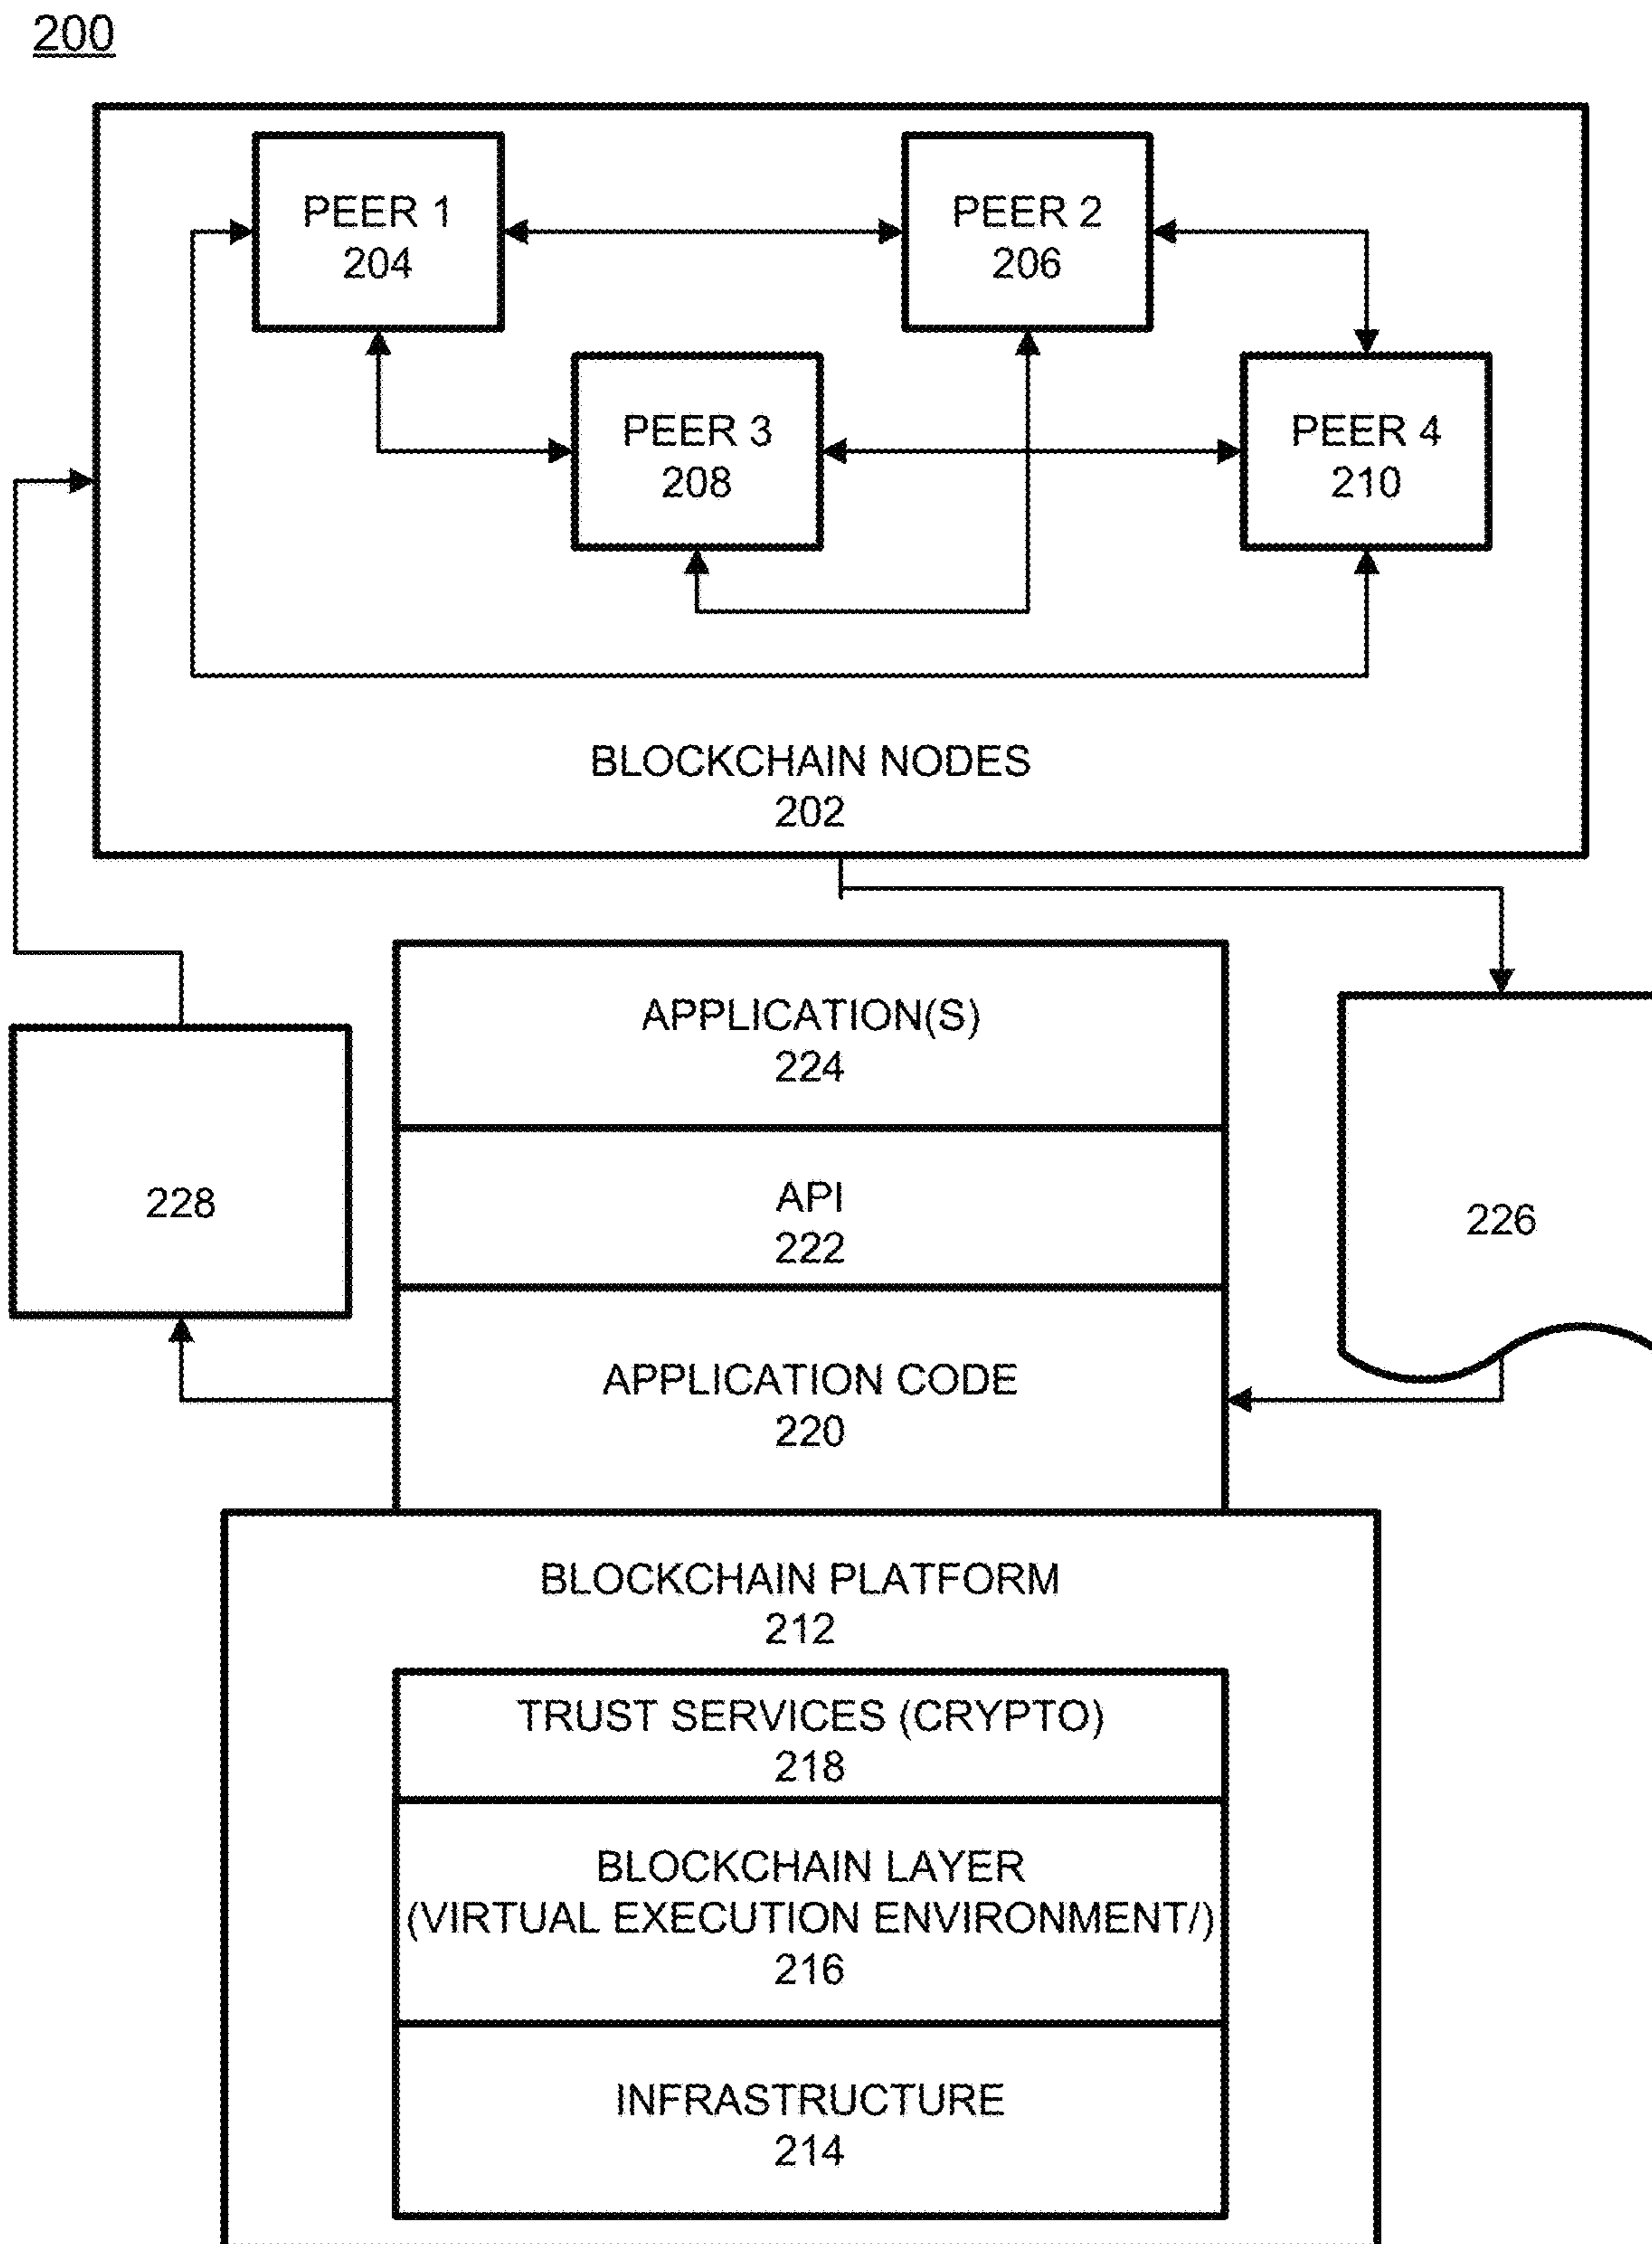 200
PEER 1
204
PEER 2
206
PEER 3
208
PEER 4
210
BLOCKCHAIN NODES
202
APPLICATION(S)
224
API
222
228
226
APPLICATION CODE
220
BLOCKCHAIN PLATFORM
212
TRUST SERVICES (CRYPTO)
218
BLOCKCHAIN LAYER
(VIRTUAL EXECUTION ENVIRONMENT/)
216
INFRASTRUCTURE
214